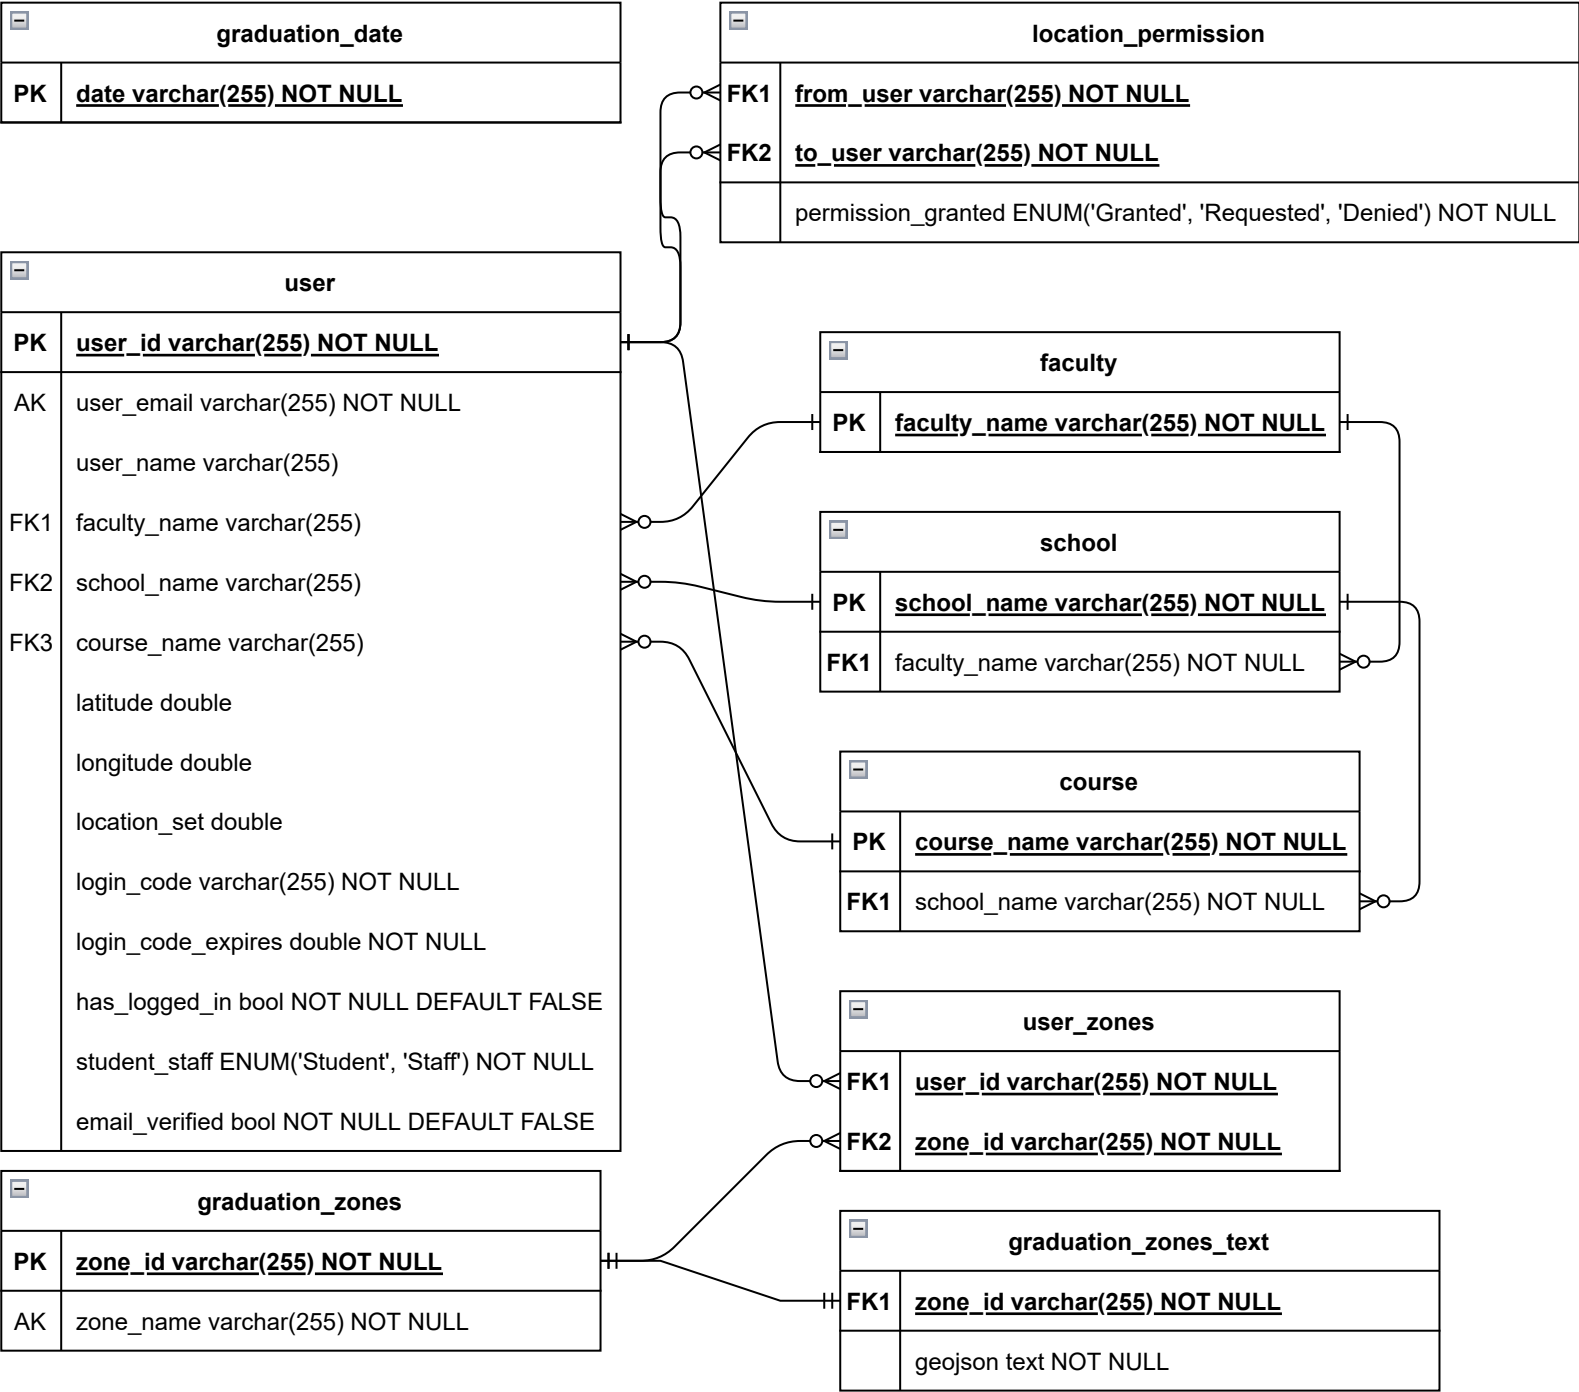 graduation_date
PK date varchar(255) NOT NULL
location_permission
FK1 from_user varchar(255) NOT NULL
FK2 to_user varchar(255) NOT NULL
permission_granted ENUM('Granted', 'Requested', 'Denied') NOT NULL
user
PK user_id varchar(255) NOT NULL
AK user_email varchar(255) NOT NULL
user_name varchar(255)
FK1 faculty_name varchar(255)
FK2 school_name varchar(255)
FK3 course_name varchar(255)
latitude double
longitude double
location_set double
login_code varchar(255) NOT NULL
login_code_expires double NOT NULL
has_logged_in bool NOT NULL DEFAULT FALSE
student_staff ENUM('Student', 'Staff') NOT NULL
email_verified bool NOT NULL DEFAULT FALSE
faculty
PK faculty_name varchar(255) NOT NULL
school
PK school_name varchar(255) NOT NULL
FK1 faculty_name varchar(255) NOT NULL
course
PK course_name varchar(255) NOT NULL
FK1 school_name varchar(255) NOT NULL
user_zones
FK1 user_id varchar(255) NOT NULL
FK2 zone_id varchar(255) NOT NULL
graduation_zones
PK zone_id varchar(255) NOT NULL
AK zone_name varchar(255) NOT NULL
graduation_zones_text
FK1 zone_id varchar(255) NOT NULL
geojson text NOT NULL